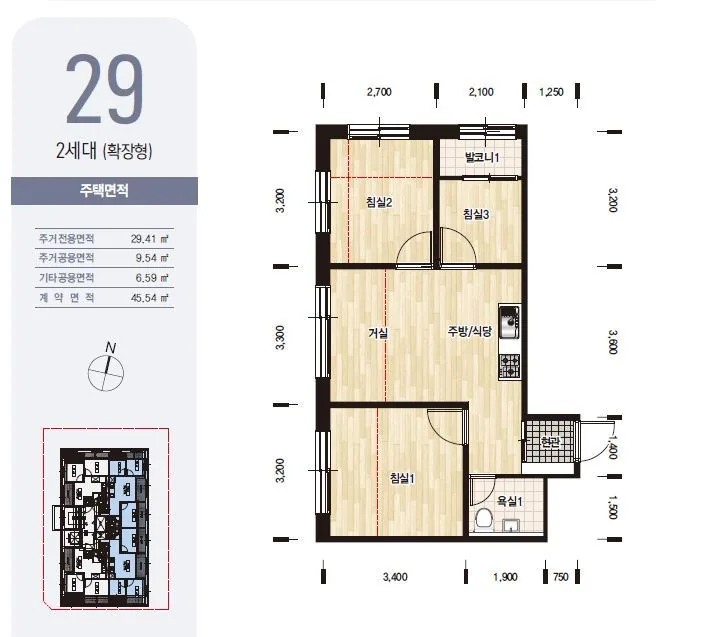 29
2세대 (확장형)
주택면적
주거전용면적 29.41 ㎡
주거공용면적 9.54 ㎡
기타공용면적 6.59 ㎡
계 약 면 적 45.54 ㎡
N
2,700 2,100 1,250
발코니1
침실2
침실3
3,200
3,200
거실
주방/식당
3,300
3,600
침실1
현관
1,400
3,200
욕실1
1,500
3,400 1,900 750